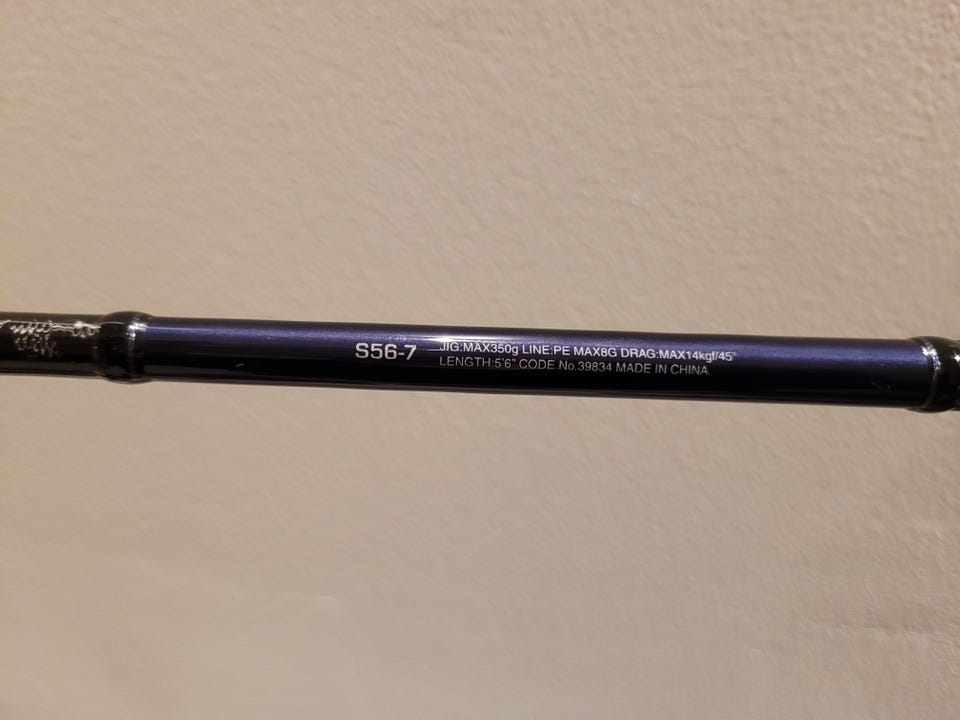 S56-7
JIG:MAX350g LINE:PE MAX8G DRAG:MAX14kgf/45°
LENGTH:5'6" CODE No.39834 MADE IN CHINA